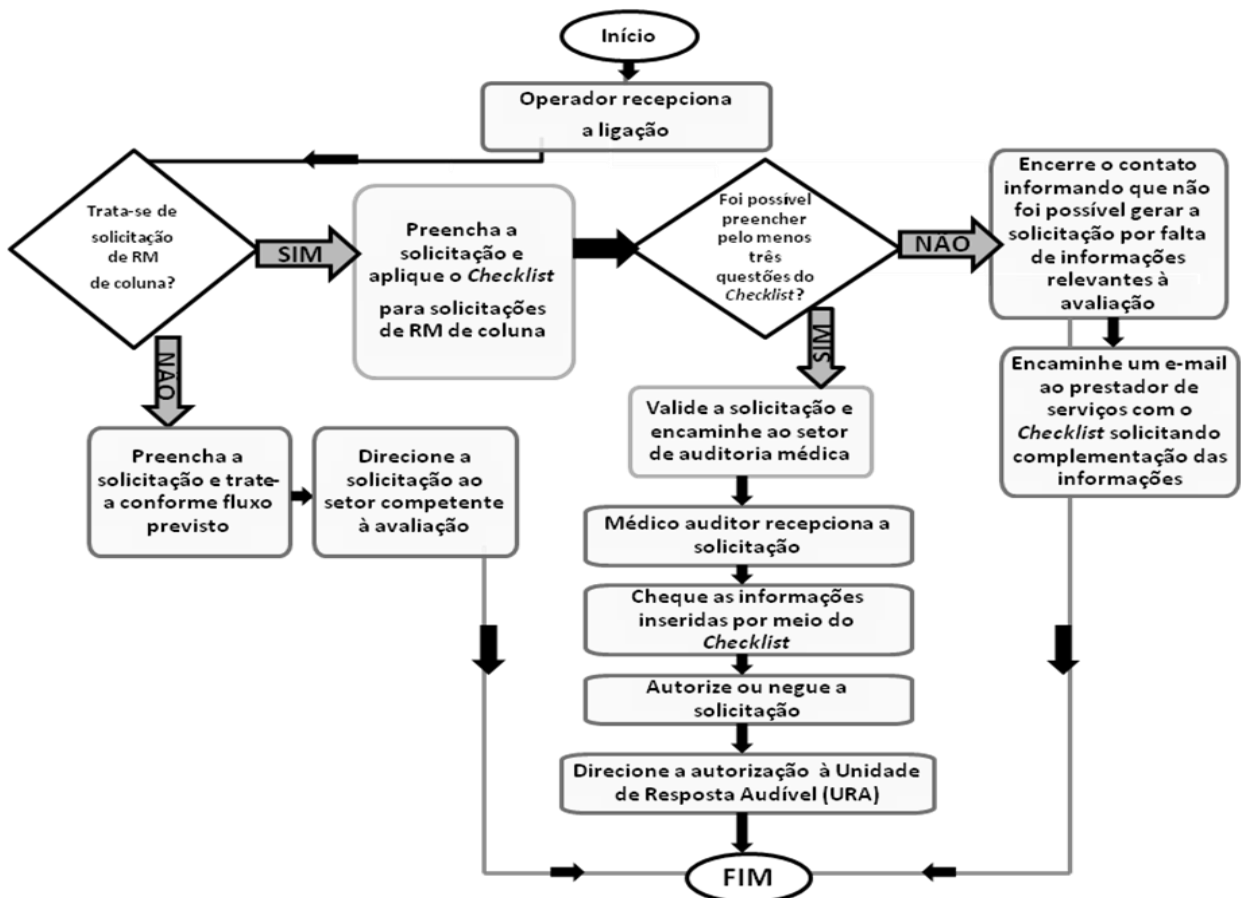 Início
Operador recepciona
a ligação
Trata-se de
solicitação
de RM
de coluna?
SIM
Preencha a
solicitação e
aplique o Checklist
para solicitações
de RM de coluna
Foi possível
preencher
pelo menos
três
questões do
Checklist?
NÃO
Encerre o contato
informando que não
foi possível gerar a
solicitação por falta
de informações
relevantes à
avaliação
Encaminhe um e-mail
ao prestador de
serviços com o
Checklist solicitando
complementação das
informações
NÃO
Preencha a
solicitação e trate-
a conforme fluxo
previsto
Direcione a
solicitação ao
setor competente
à avaliação
SIM
Valide a solicitação e
encaminhe ao setor
de auditoria médica
Médico auditor recepciona a
solicitação
Cheque as informações
inseridas por meio do
Checklist
Autorize ou negue a
solicitação
Direcione a autorização à Unidade
de Resposta Audível (URA)
FIM